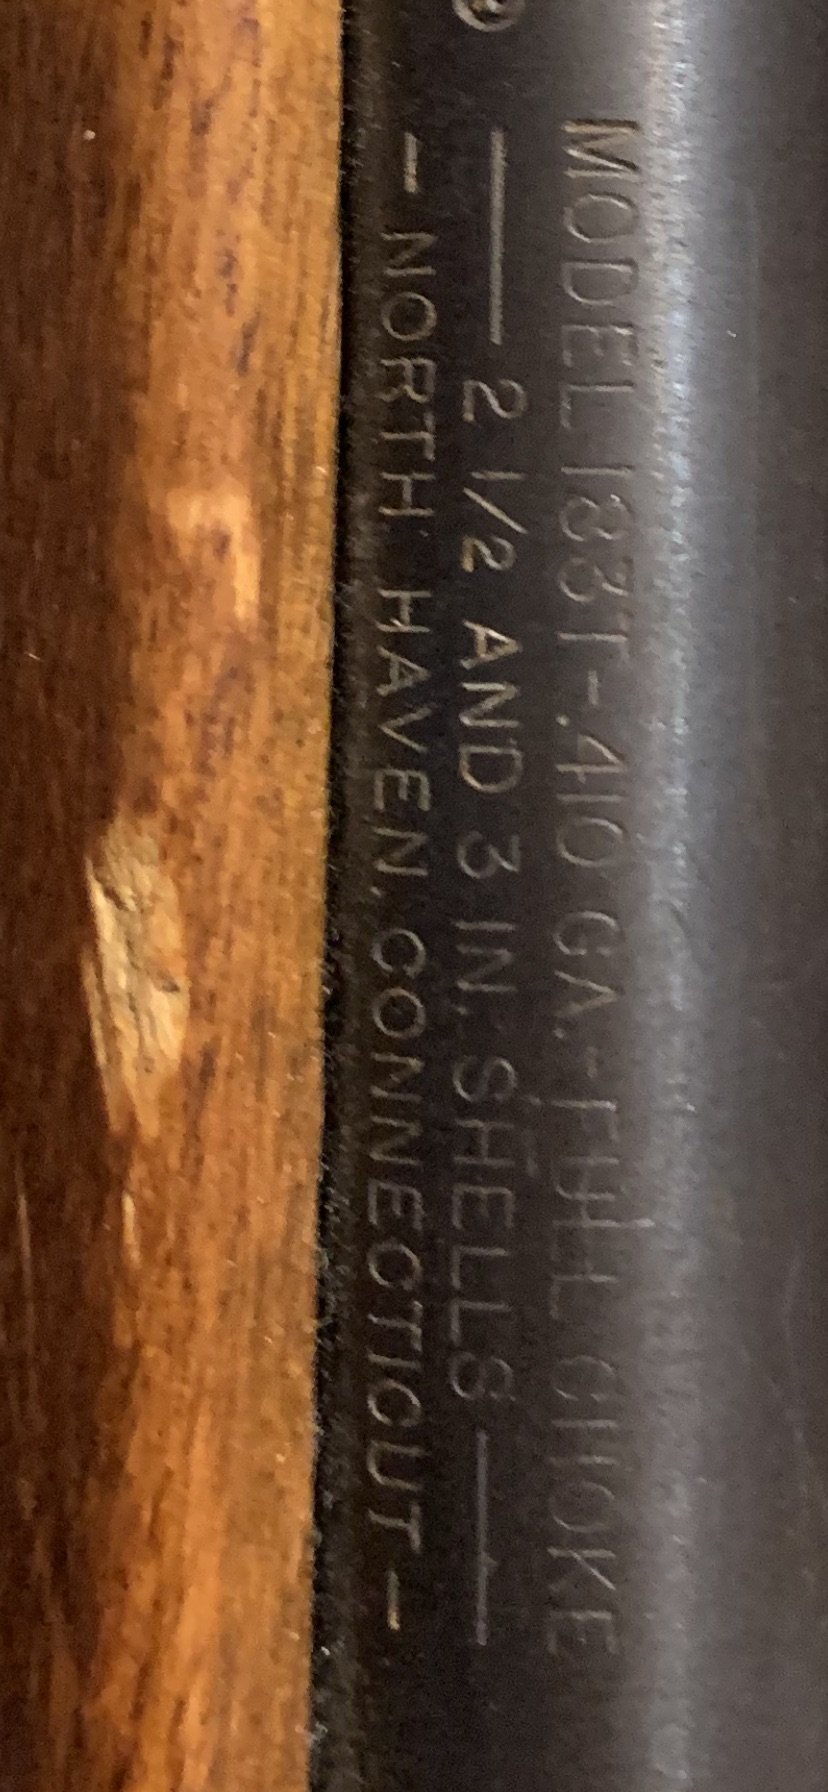 MODEL 183T-.410 GA.-FULL CHOKE
— 2 1/2 AND 3 IN. SHELLS —
- NORTH HAVEN, CONNECTICUT -